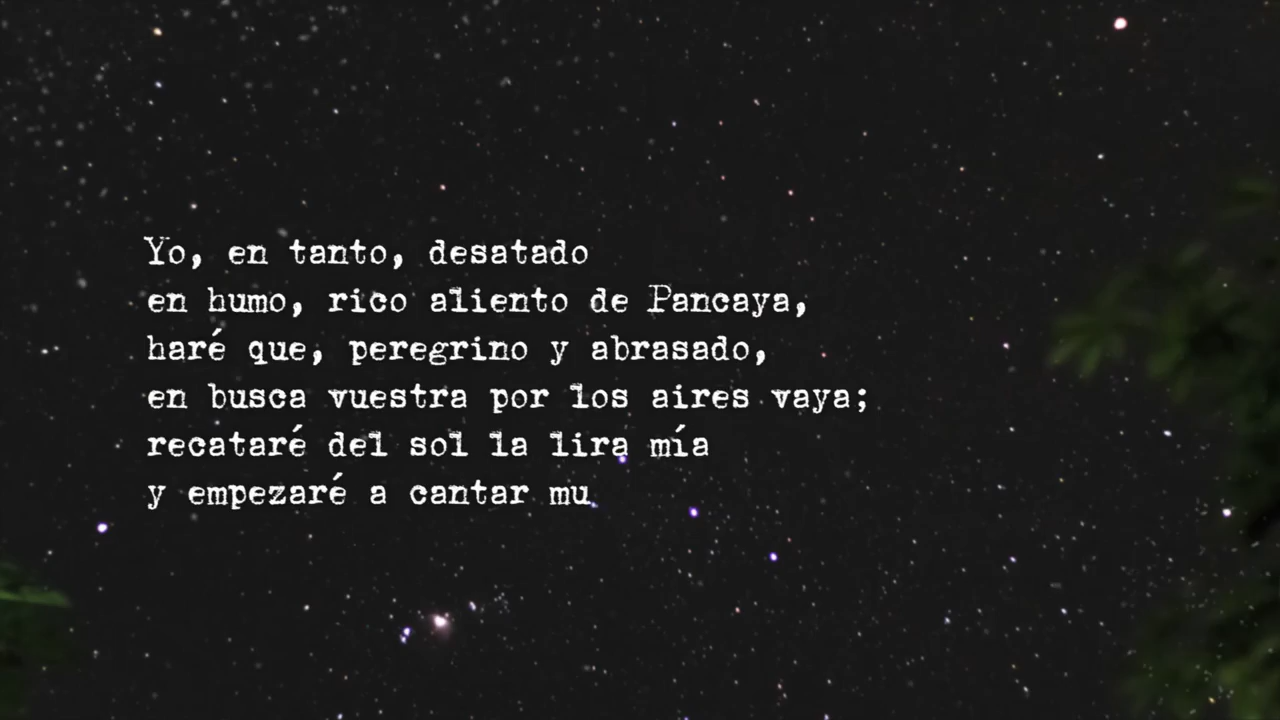 Yo, en tanto, desatado
en humo, rico aliento de Pancaya,
haré que, peregrino y abrasado,
en busca vuestra por los aires vaya;
recataré del sol la lira mía
y empezaré a cantar mu